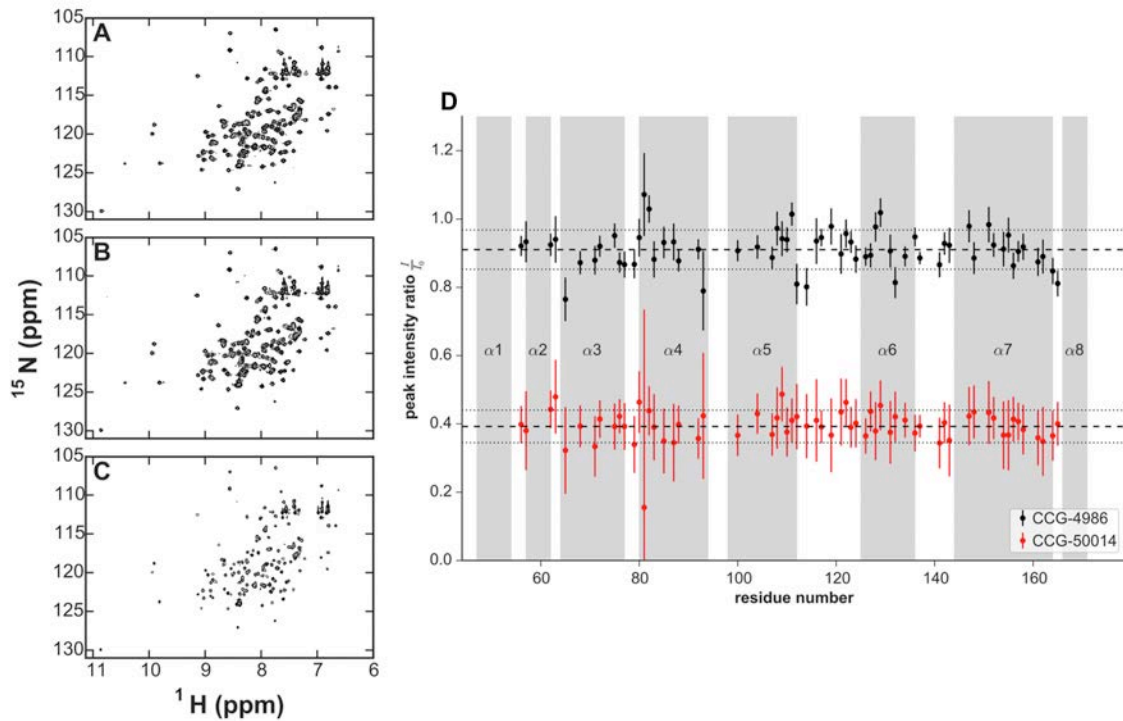 105
A
110
115
120
125
130
B
110
115
120
125
130
C
110
115
120
125
130
11 10 9 8 7 6
¹⁵N (ppm)
¹H (ppm)
D
1.2
1.0
0.8
0.6
0.4
0.2
0.0
peak intensity ratio I/I₀
α1 α2 α3 α4 α5 α6 α7 α8
CCG-4986
CCG-50014
60 80 100 120 140 160
residue number